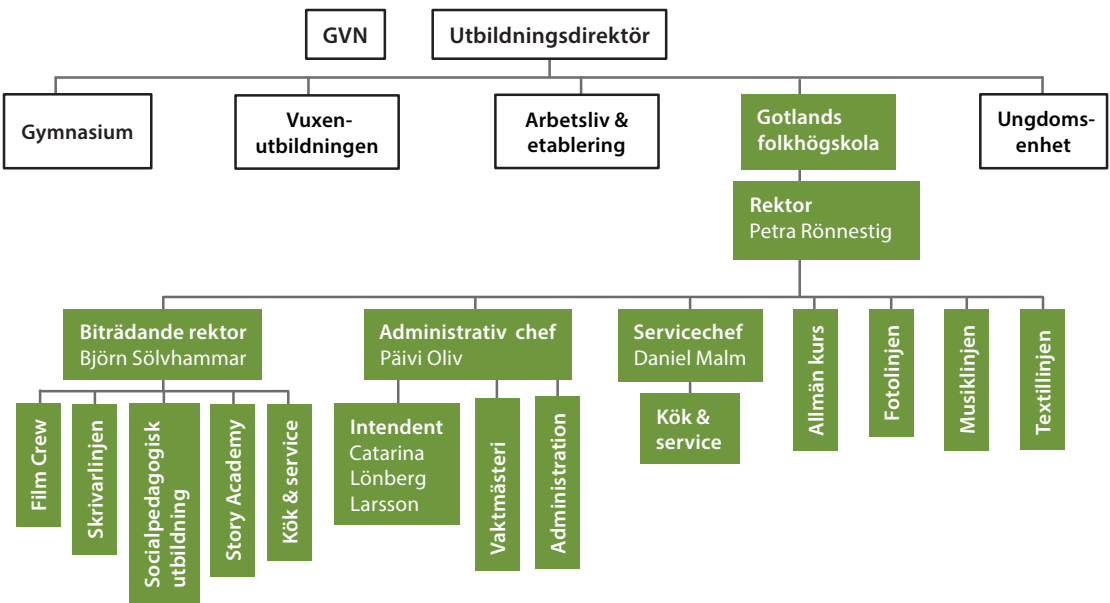 GVN
Utbildningsdirektör
Gymnasium
Vuxen-
utbildningen
Arbetsliv &
etablering
Gotlands
folkhögskola
Ungdoms-
enhet
Rektor
Petra Rönnestig
Biträdande rektor
Björn Sölvhammar
Administrativ chef
Päivi Oliv
Servicechef
Daniel Malm
Allmän kurs
Fotolinjen
Musiklinjen
Textillinjen
Film Crew
Skrivarlinjen
Socialpedagogisk
utbildning
Story Academy
Kök & service
Intendent
Catarina
Lönberg
Larsson
Vaktmästeri
Administration
Kök &
service